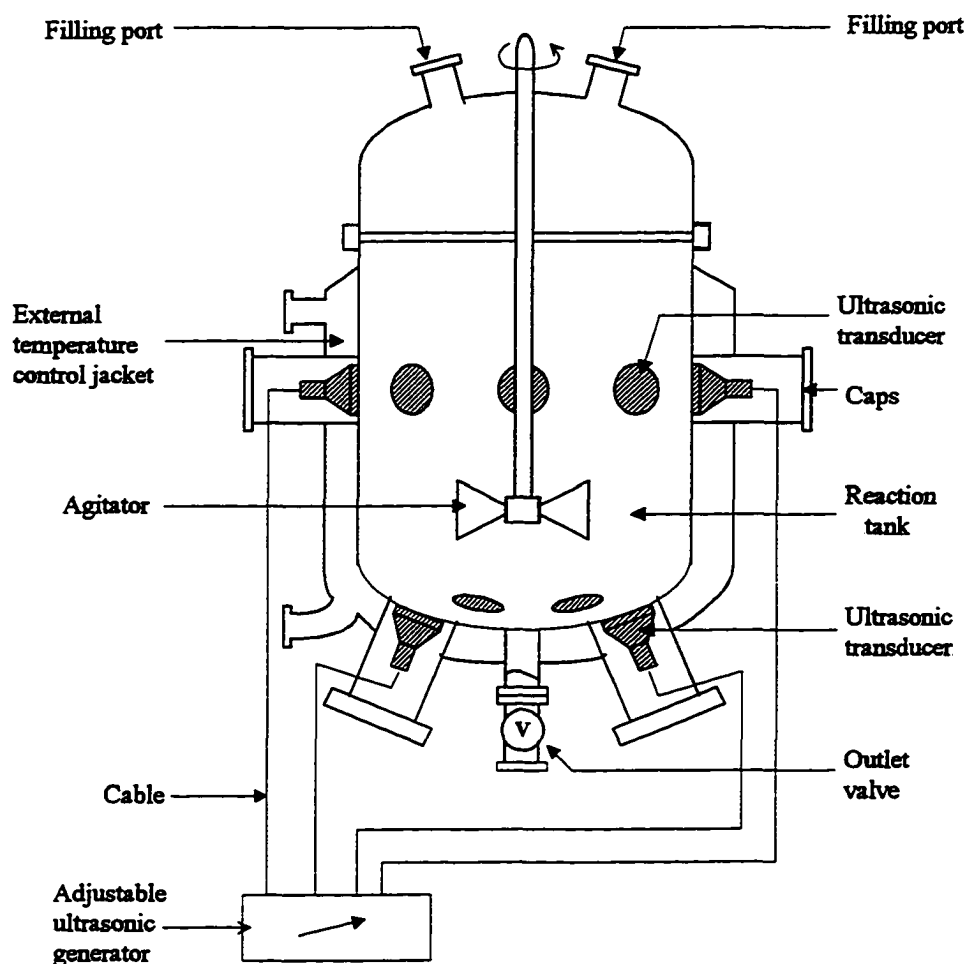 Filling port
Filling port
External
temperature
control jacket
Ultrasonic
transducer
Caps
Agitator
Reaction
tank
Ultrasonic
transducer
V
Outlet
valve
Cable
Adjustable
ultrasonic
generator